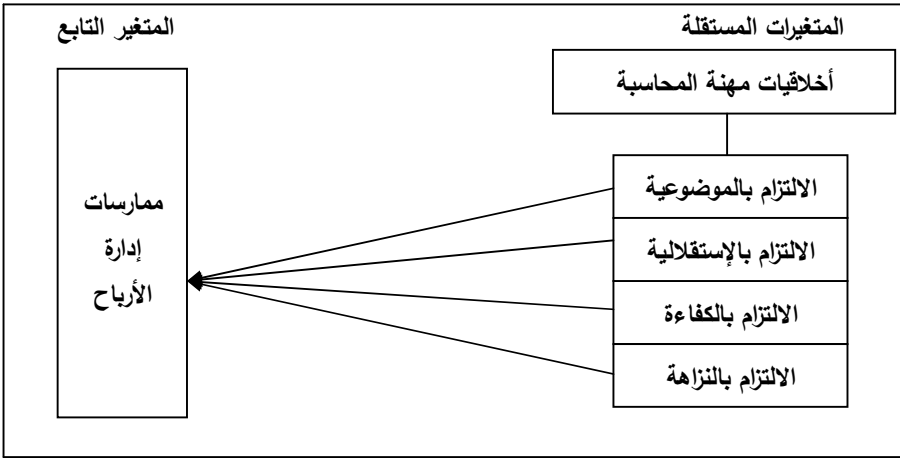 المتغيرات المستقلة
المتغير التابع
أخلاقيات مهنة المحاسبة
الالتزام بالموضوعية
الالتزام بالإستقلالية
الالتزام بالكفاءة
الالتزام بالنزاهة
ممارسات
إدارة
الأرباح